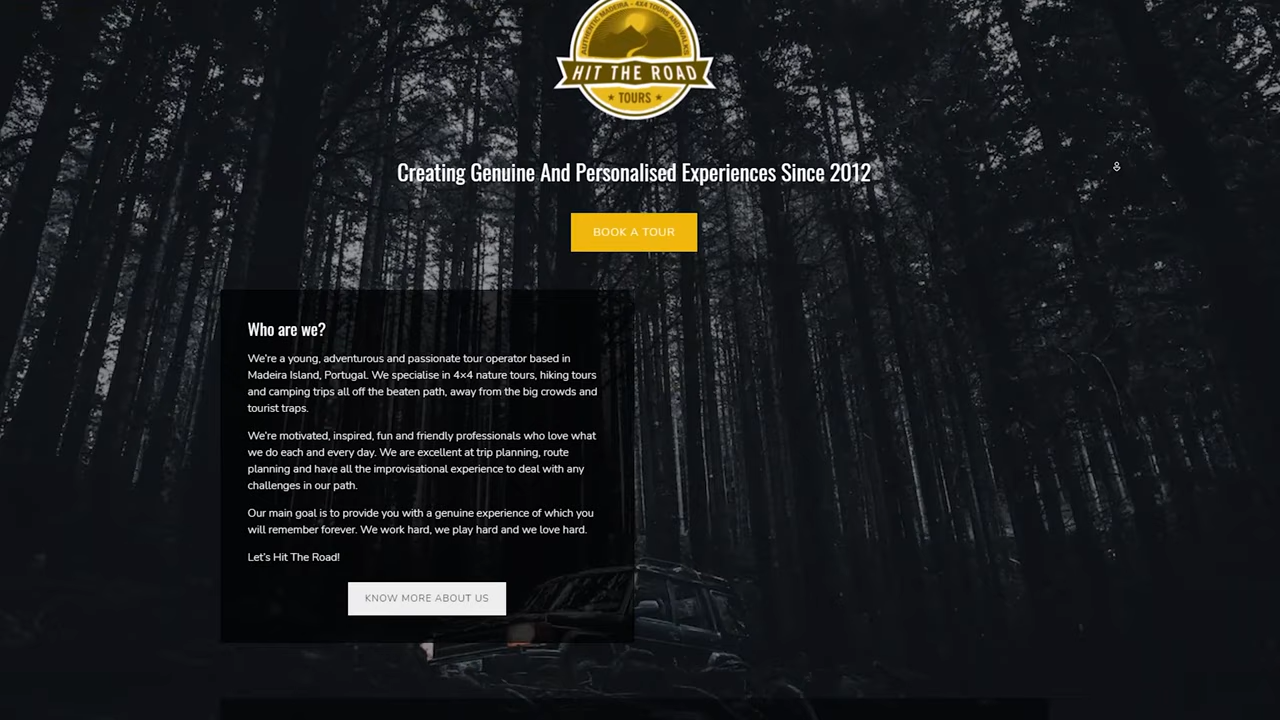 AUTHENTIC MADEIRA - 4X4 TOURS AND WALKS
HIT THE ROAD
TOURS
Creating Genuine And Personalised Experiences Since 2012
BOOK A TOUR
Who are we?
We're a young, adventurous and passionate tour operator based in
Madeira Island, Portugal. We specialise in 4×4 nature tours, hiking tours
and camping trips all off the beaten path, away from the big crowds and
tourist traps.
We're motivated, inspired, fun and friendly professionals who love what
we do each and every day. We are excellent at trip planning, route
planning and have all the improvisational experience to deal with any
challenges in our path.
Our main goal is to provide you with a genuine experience of which you
will remember forever. We work hard, we play hard and we love hard.
Let's Hit The Road!
KNOW MORE ABOUT US